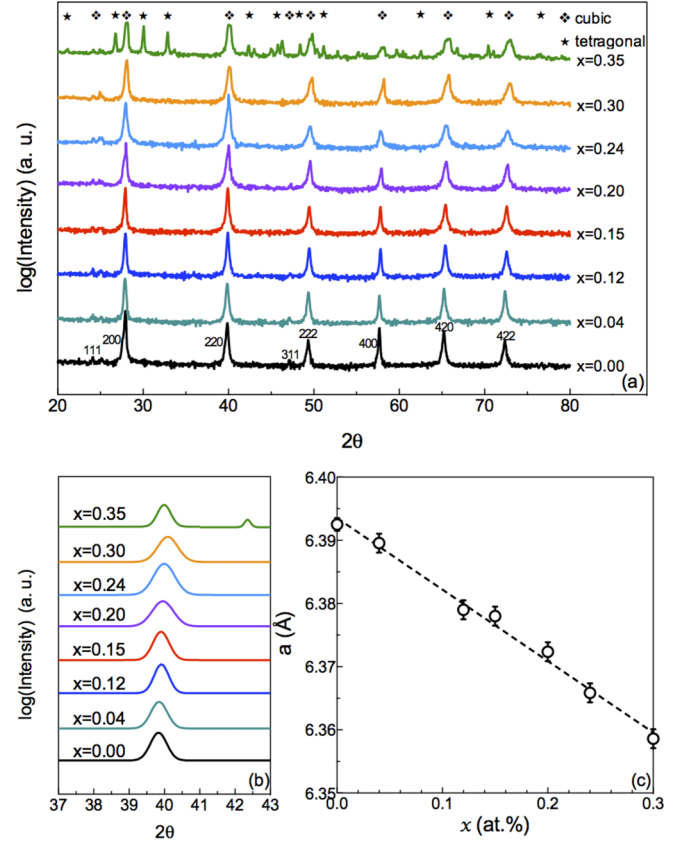 ❖ cubic
★ tetragonal
x=0.35
x=0.30
x=0.24
x=0.20
x=0.15
x=0.12
x=0.04
x=0.00
log(Intensity) (a. u.)
111
200
220
311
222
400
420
422
(a)
20 30 40 50 60 70 80
2θ
x=0.35
x=0.30
x=0.24
x=0.20
x=0.15
x=0.12
x=0.04
x=0.00
log(Intensity) (a. u.)
(b)
37 38 39 40 41 42 43
2θ
6.40
6.39
6.38
6.37
6.36
6.35
a (Å)
(c)
0.0 0.1 0.2 0.3
x (at.%)